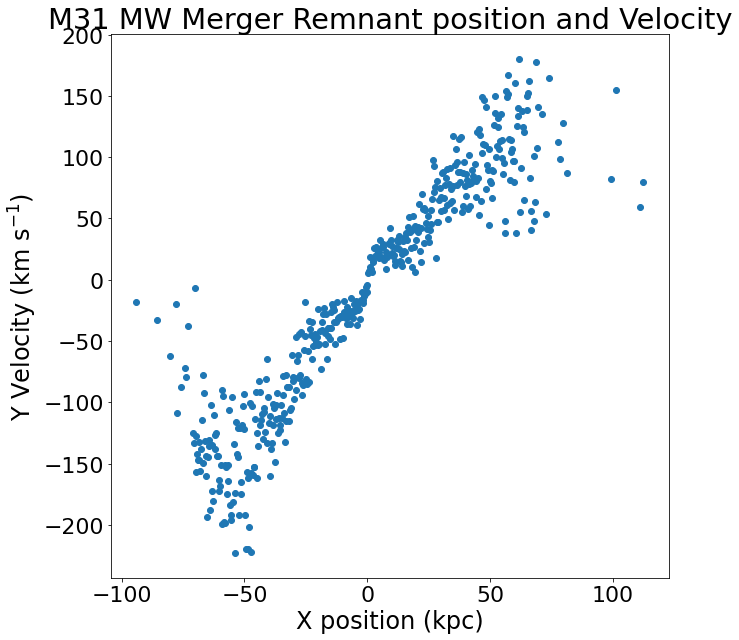 M31 MW Merger Remnant position and Velocity
200
150
100
50
0
−50
−100
−150
−200
Y Velocity (km s⁻¹)
−100 −50 0 50 100
X position (kpc)